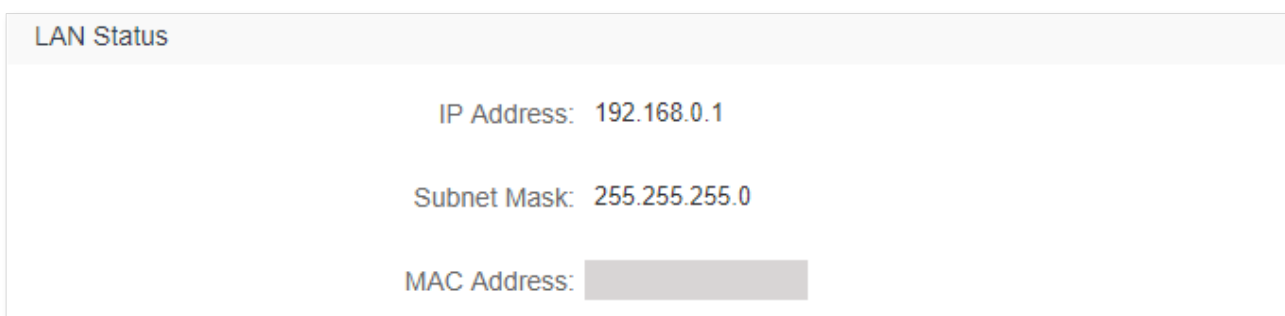 LAN Status
IP Address: 192.168.0.1
Subnet Mask: 255.255.255.0
MAC Address: